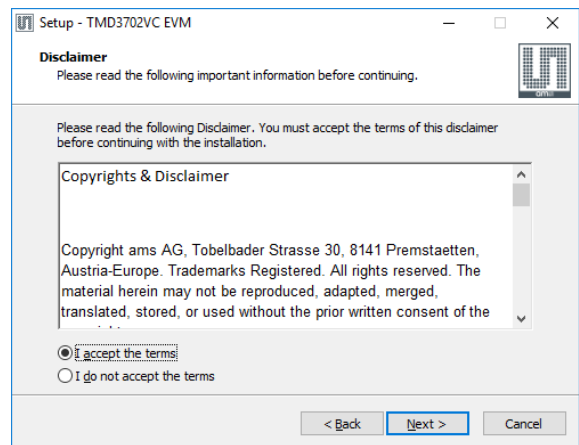 Setup - TMD3702VC EVM
Disclaimer
Please read the following important information before continuing.
am
Please read the following Disclaimer. You must accept the terms of this disclaimer
before continuing with the installation.
Copyrights & Disclaimer
Copyright ams AG, Tobelbader Strasse 30, 8141 Premstaetten,
Austria-Europe. Trademarks Registered. All rights reserved. The
material herein may not be reproduced, adapted, merged,
translated, stored, or used without the prior written consent of the
I accept the terms
I do not accept the terms
< Back
Next >
Cancel